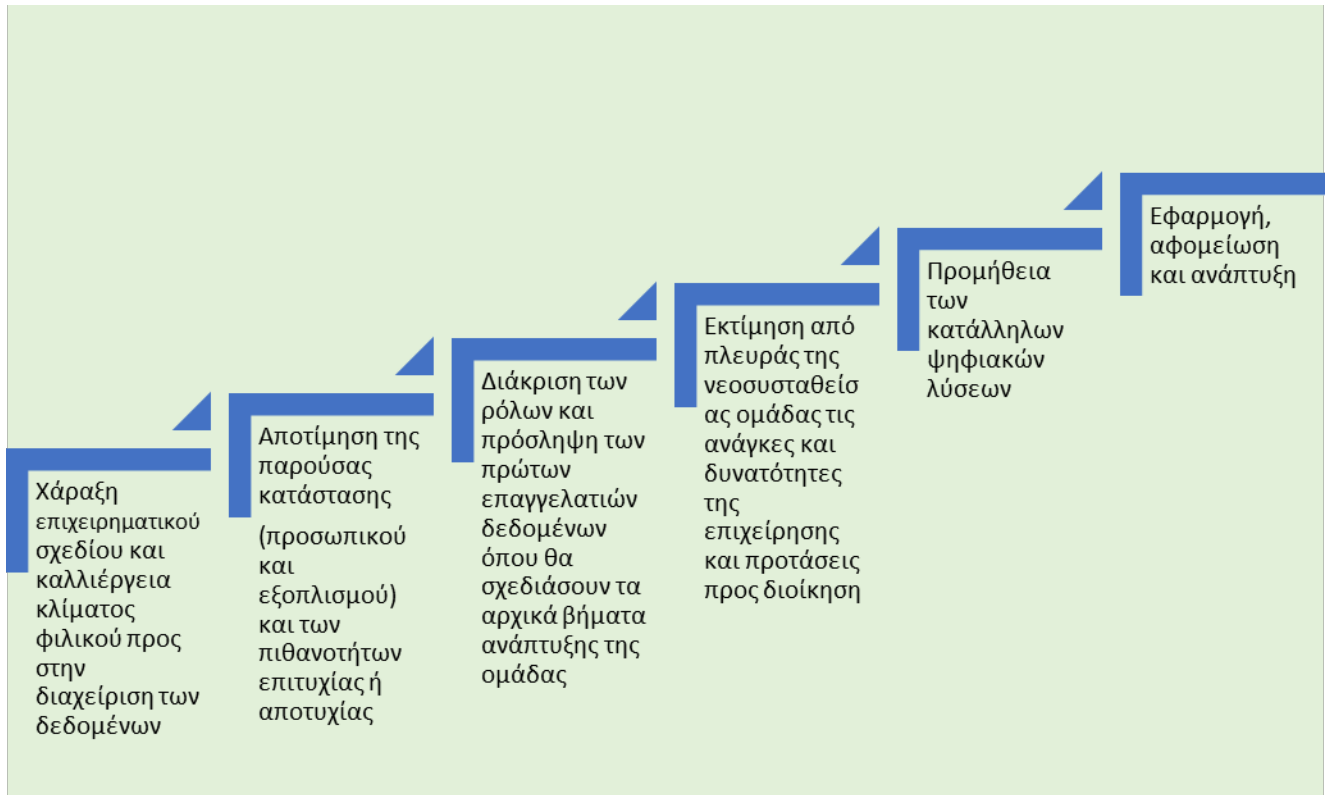 Χάραξη
επιχειρηματικού
σχεδίου και
καλλιέργεια
κλίματος
φιλικού προς
στην
διαχείριση των
δεδομένων
Αποτίμηση της
παρούσας
κατάστασης
(προσωπικού
και
εξοπλισμού)
και των
πιθανοτήτων
επιτυχίας ή
αποτυχίας
Διάκριση των
ρόλων και
πρόσληψη των
πρώτων
επαγγελατιών
δεδομένων
όπου θα
σχεδιάσουν τα
αρχικά βήματα
ανάπτυξης της
ομάδας
Εκτίμηση από
πλευράς της
νεοσυσταθείσ
ας ομάδας τις
ανάγκες και
δυνατότητες
της
επιχείρησης
και προτάσεις
προς διοίκηση
Προμήθεια
των
κατάλληλων
ψηφιακών
λύσεων
Εφαρμογή,
αφομείωση
και ανάπτυξη